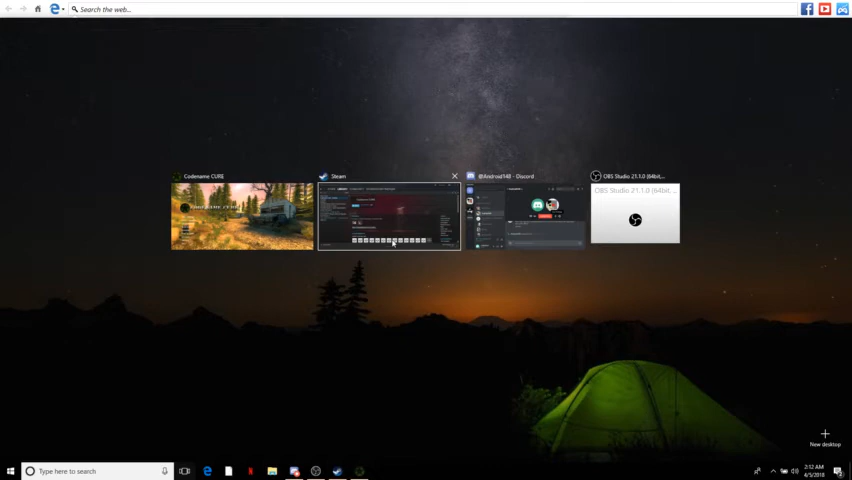 Search the web...
Codename CURE
Steam
@Android148 - Discord
OBS Studio 21.1.0 (64bit, ...
OBS Studio 21.1.0 (64bit, ...
New desktop
Type here to search
2:12 AM
4/5/2018